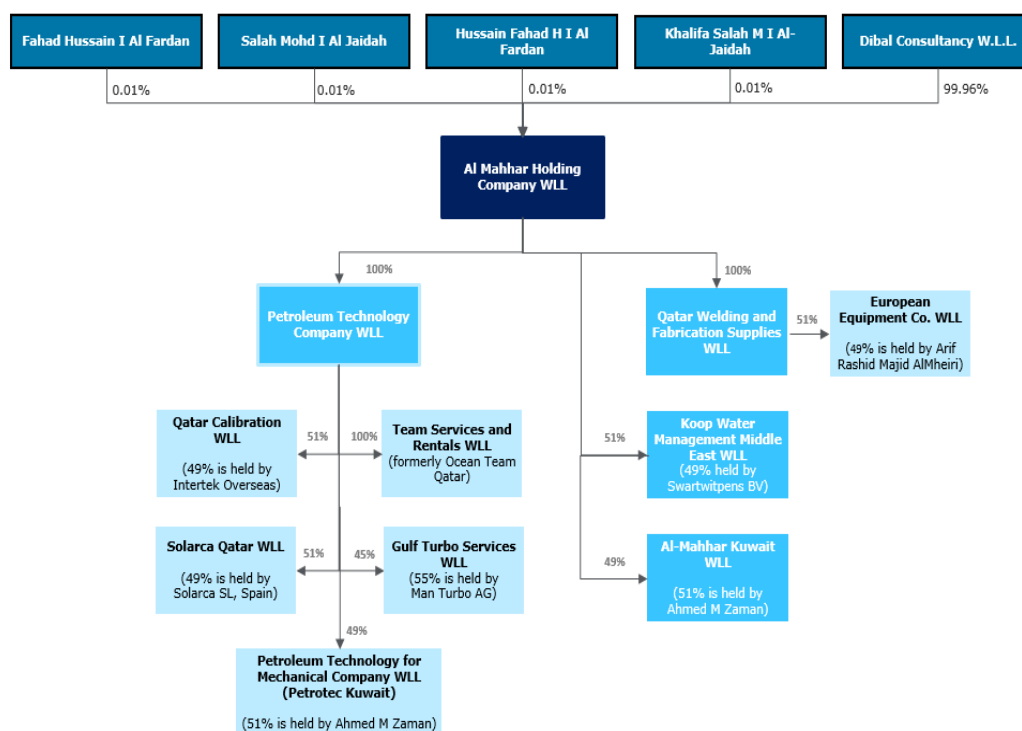 Fahad Hussain I Al Fardan
Salah Mohd I Al Jaidah
Hussain Fahad H I Al
Fardan
Khalifa Salah M I Al-
Jaidah
Dibal Consultancy W.L.L.
0.01%
0.01%
0.01%
0.01%
99.96%
Al Mahhar Holding
Company WLL
100%
100%
Petroleum Technology
Company WLL
Qatar Welding and
Fabrication Supplies
WLL
51%
European
Equipment Co. WLL
(49% is held by Arif
Rashid Majid AlMheiri)
Qatar Calibration
WLL
(49% is held by
Intertek Overseas)
51%
100%
Team Services and
Rentals WLL
(formerly Ocean Team
Qatar)
51%
Koop Water
Management Middle
East WLL
(49% held by
Swartwitpens BV)
Solarca Qatar WLL
(49% is held by
Solarca SL, Spain)
51%
45%
Gulf Turbo Services
WLL
(55% is held by
Man Turbo AG)
49%
Al-Mahhar Kuwait
WLL
(51% is held by
Ahmed M Zaman)
49%
Petroleum Technology for
Mechanical Company WLL
(Petrotec Kuwait)
(51% is held by Ahmed M Zaman)